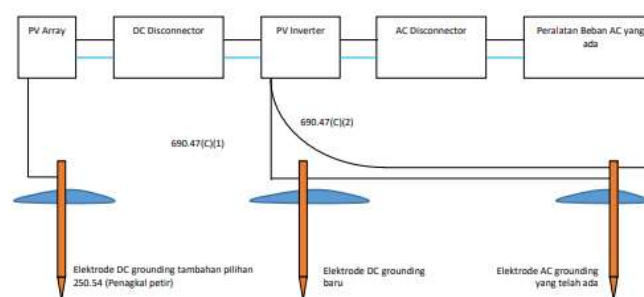 PV Array
DC Disconnector
PV Inverter
AC Disconnector
Peralatan Beban AC yang
ada
690.47(C)(2)
690.47(C)(1)
Elektrode DC grounding tambahan pilihan
250.54 (Penagkal petir)
Elektrode DC grounding
baru
Elektrode AC grounding
yang telah ada